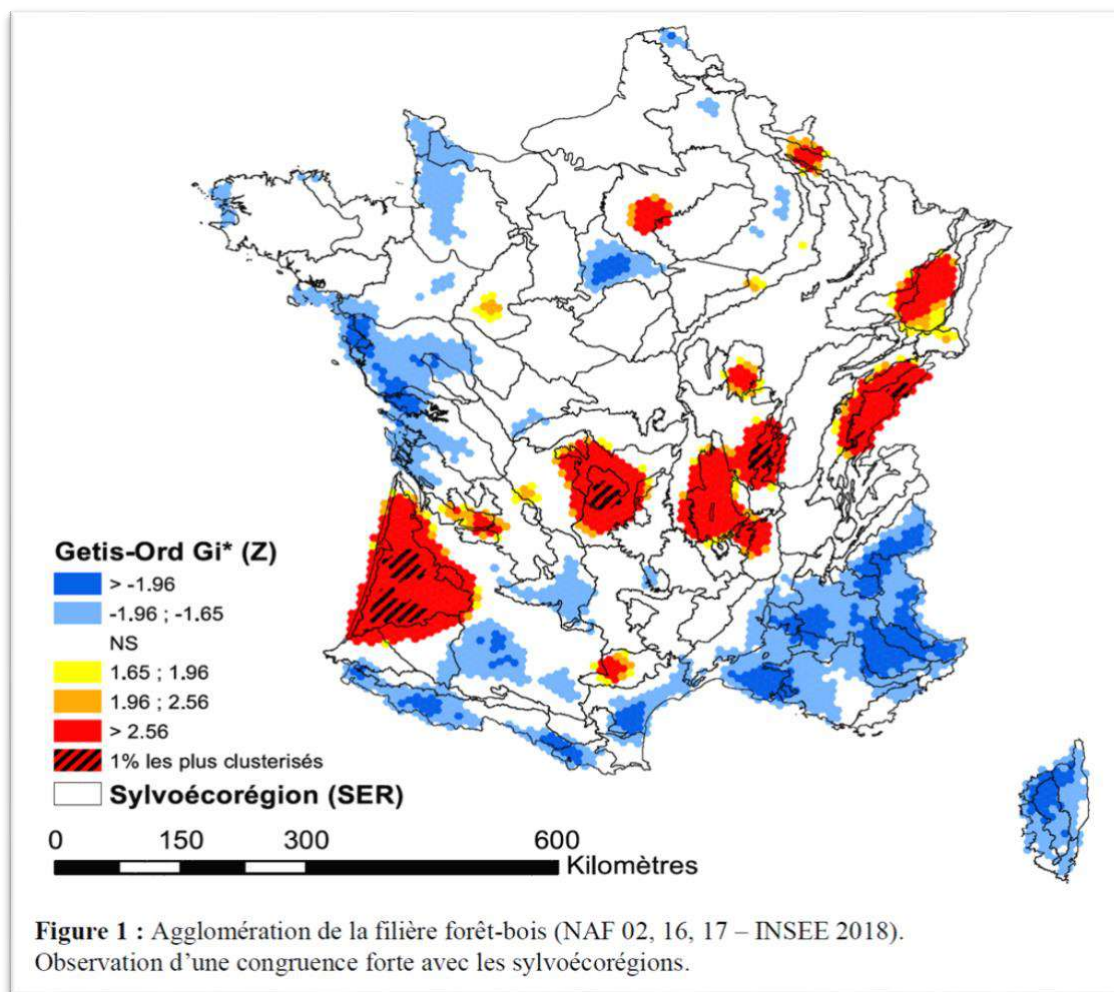 Getis-Ord Gi* (Z)
> -1.96
-1.96 ; -1.65
NS
1.65 ; 1.96
1.96 ; 2.56
> 2.56
1% les plus clusterisés
Sylvoécorégion (SER)
0 150 300 600
Kilomètres
Figure 1 : Agglomération de la filière forêt-bois (NAF 02, 16, 17 – INSEE 2018).
Observation d’une congruence forte avec les sylvoécorégions.